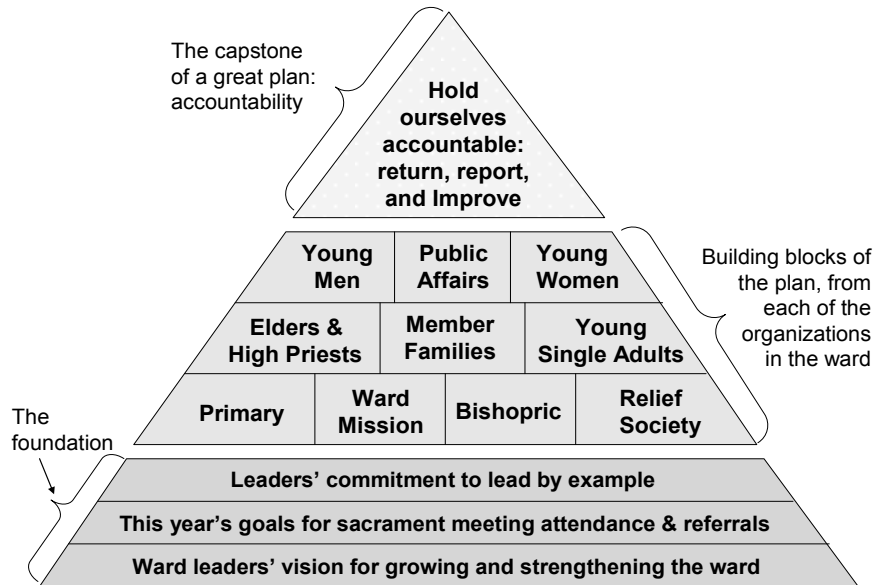 The capstone
of a great plan:
accountability
Hold
ourselves
accountable:
return, report,
and Improve
Young
Men
Public
Affairs
Young
Women
Building blocks of
the plan, from
each of the
organizations
in the ward
Elders &
High Priests
Member
Families
Young
Single Adults
Primary
Ward
Mission
Bishopric
Relief
Society
The
foundation
Leaders’ commitment to lead by example
This year’s goals for sacrament meeting attendance & referrals
Ward leaders’ vision for growing and strengthening the ward